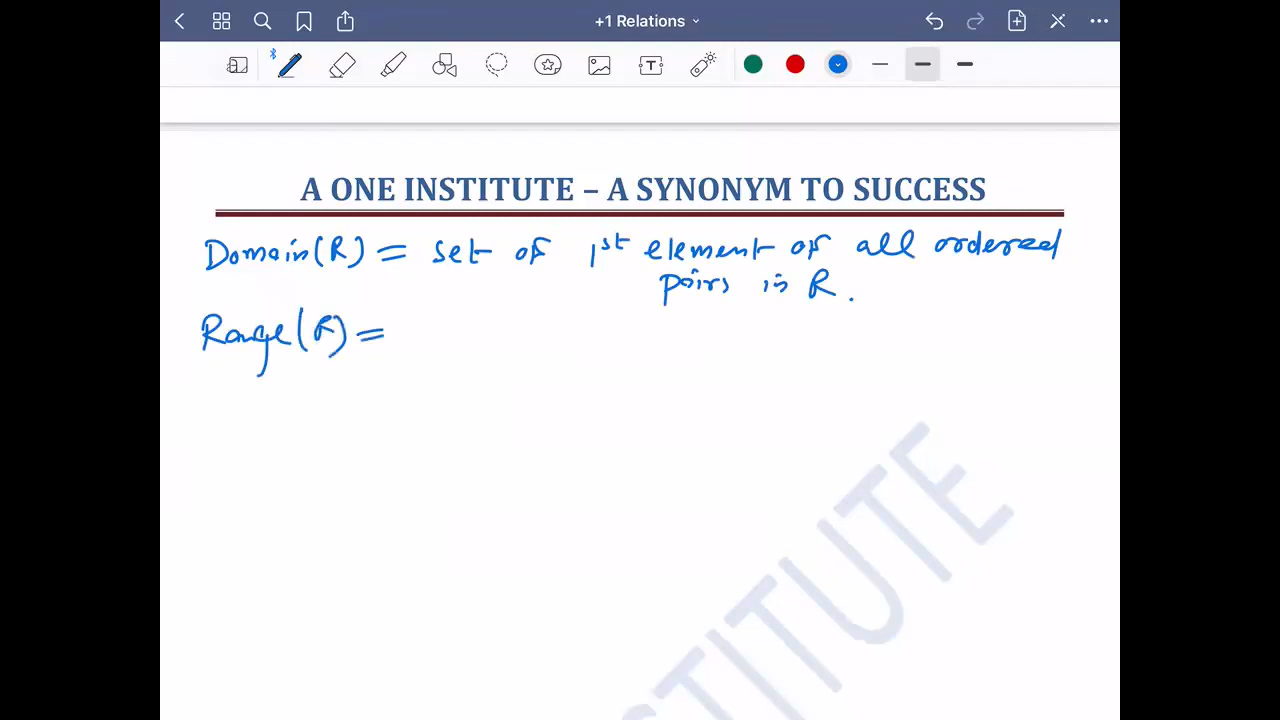 +1 Relations
T
A ONE INSTITUTE – A SYNONYM TO SUCCESS
Domain(R) = set of 1st element of all ordered
pairs in R.
Range(R) =
INSTITUTE